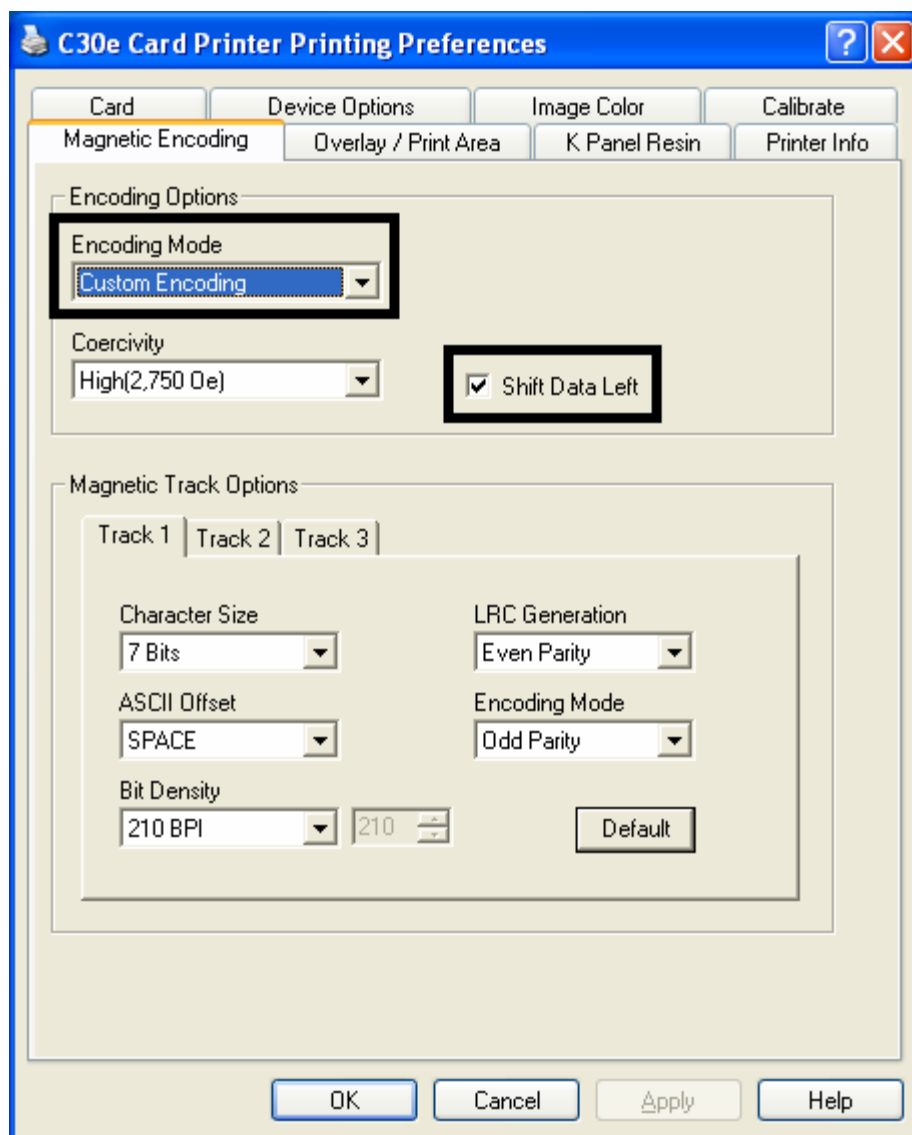 C30e Card Printer Printing Preferences
Card Device Options Image Color Calibrate
Magnetic Encoding Overlay / Print Area K Panel Resin Printer Info
Encoding Options
Encoding Mode
Custom Encoding
Coercivity
High(2,750 Oe)
Shift Data Left
Magnetic Track Options
Track 1 Track 2 Track 3
Character Size LRC Generation
7 Bits Even Parity
ASCII Offset Encoding Mode
SPACE Odd Parity
Bit Density
210 BPI 210 Default
OK Cancel Apply Help